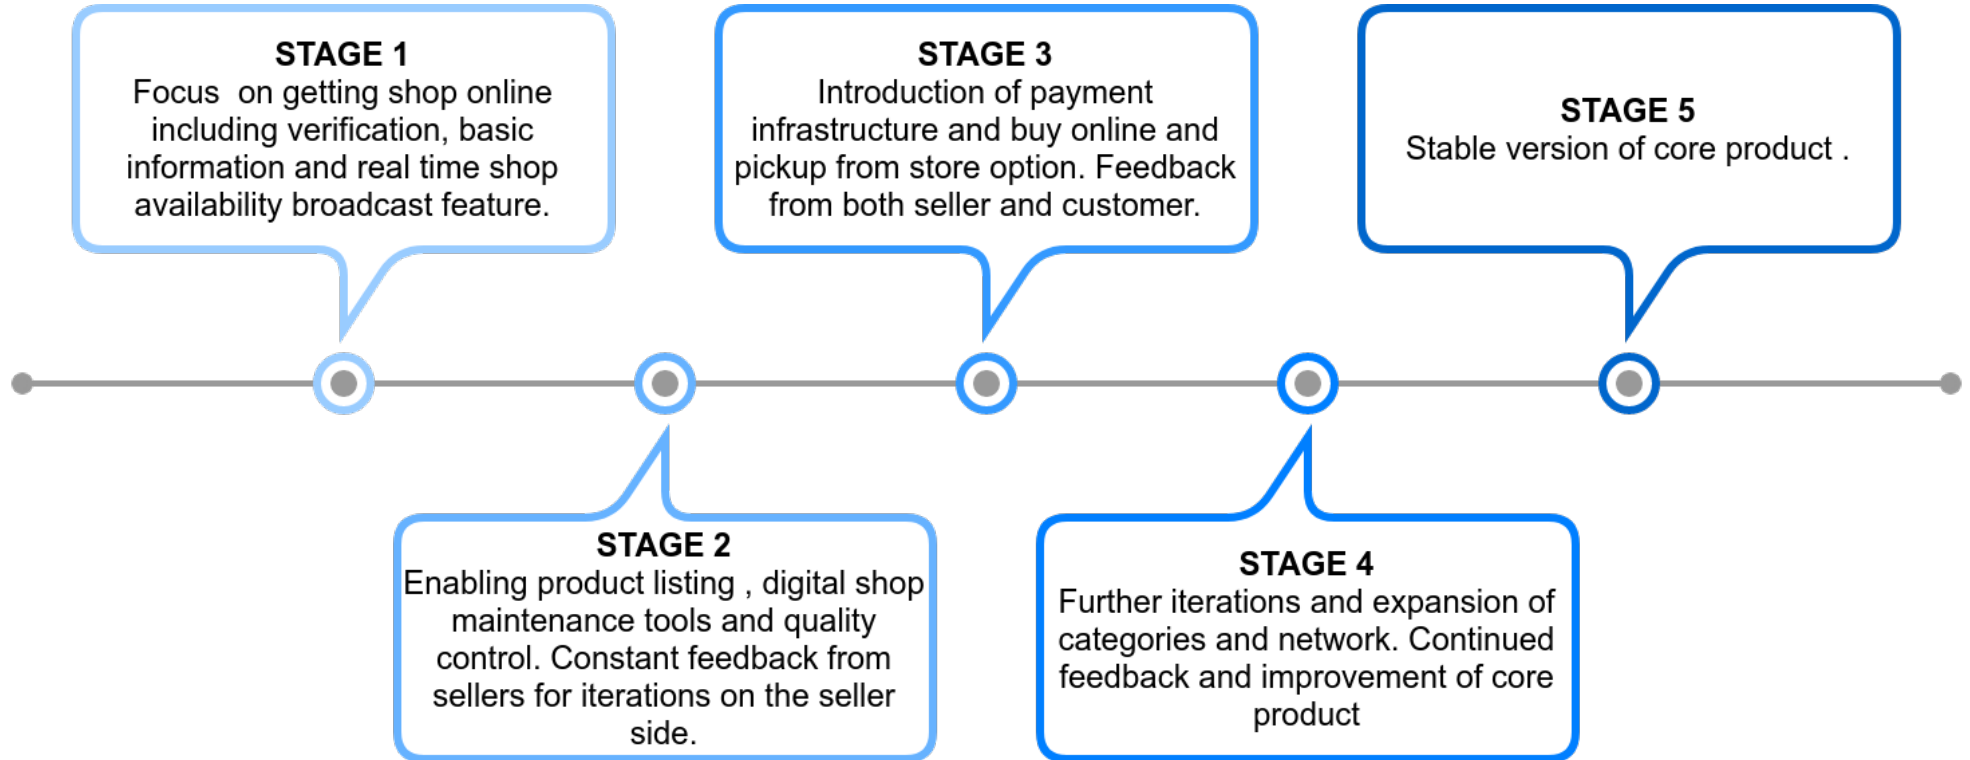 STAGE 1
Focus  on getting shop online
including verification, basic
information and real time shop
availability broadcast feature.
STAGE 2
Enabling product listing , digital shop
maintenance tools and quality
control. Constant feedback from
sellers for iterations on the seller
side.
STAGE 3
Introduction of payment
infrastructure and buy online and
pickup from store option. Feedback
from both seller and customer.
STAGE 4
Further iterations and expansion of
categories and network. Continued
feedback and improvement of core
product
STAGE 5
Stable version of core product .